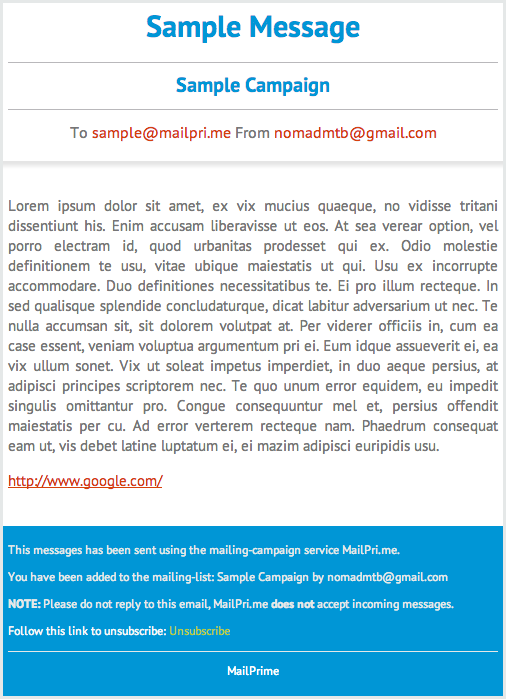 Sample Message
Sample Campaign
To sample@mailpri.me From nomadmtb@gmail.com
Lorem ipsum dolor sit amet, ex vix mucius quaeque, no vidisse tritani
dissentiunt his. Enim accusam liberavisse ut eos. At sea verear option, vel
porro electram id, quod urbanitas prodesset qui ex. Odio molestie
definitionem te usu, vitae ubique maiestatis ut qui. Usu ex incorrupte
accommodare. Duo definitiones necessitatibus te. Ei pro illum recteque. In
sed qualisque splendide concludaturque, dicat labitur adversarium ut nec. Te
nulla accumsan sit, sit dolorem volutpat at. Per viderer officiis in, cum ea
case essent, veniam voluptua argumentum pri ei. Eum idque assueverit ei, ea
vix ullum sonet. Vix ut soleat impetus imperdiet, in duo aeque persius, at
adipisci principes scriptorem nec. Te quo unum error equidem, eu impedit
singulis omittantur pro. Congue consequuntur mel et, persius offendit
maiestatis per cu. Ad error verterem recteque nam. Phaedrum consequat
eam ut, vis debet latine luptatum ei, ei mazim adipisci euripidis usu.
http://www.google.com/
This messages has been sent using the mailing-campaign service MailPri.me.
You have been added to the mailing-list: Sample Campaign by nomadmtb@gmail.com
NOTE: Please do not reply to this email, MailPri.me does not accept incoming messages.
Follow this link to unsubscribe: Unsubscribe
MailPrime